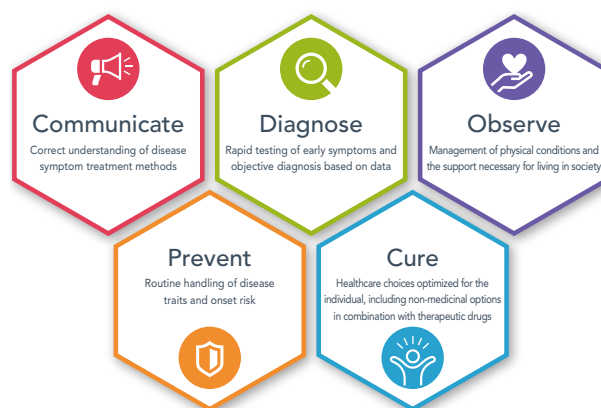 Communicate
Correct understanding of disease
symptom treatment methods
Diagnose
Rapid testing of early symptoms and
objective diagnosis based on data
Observe
Management of physical conditions and
the support necessary for living in society
Prevent
Routine handling of disease
traits and onset risk
Cure
Healthcare choices optimized for the
individual, including non-medicinal options
in combination with therapeutic drugs